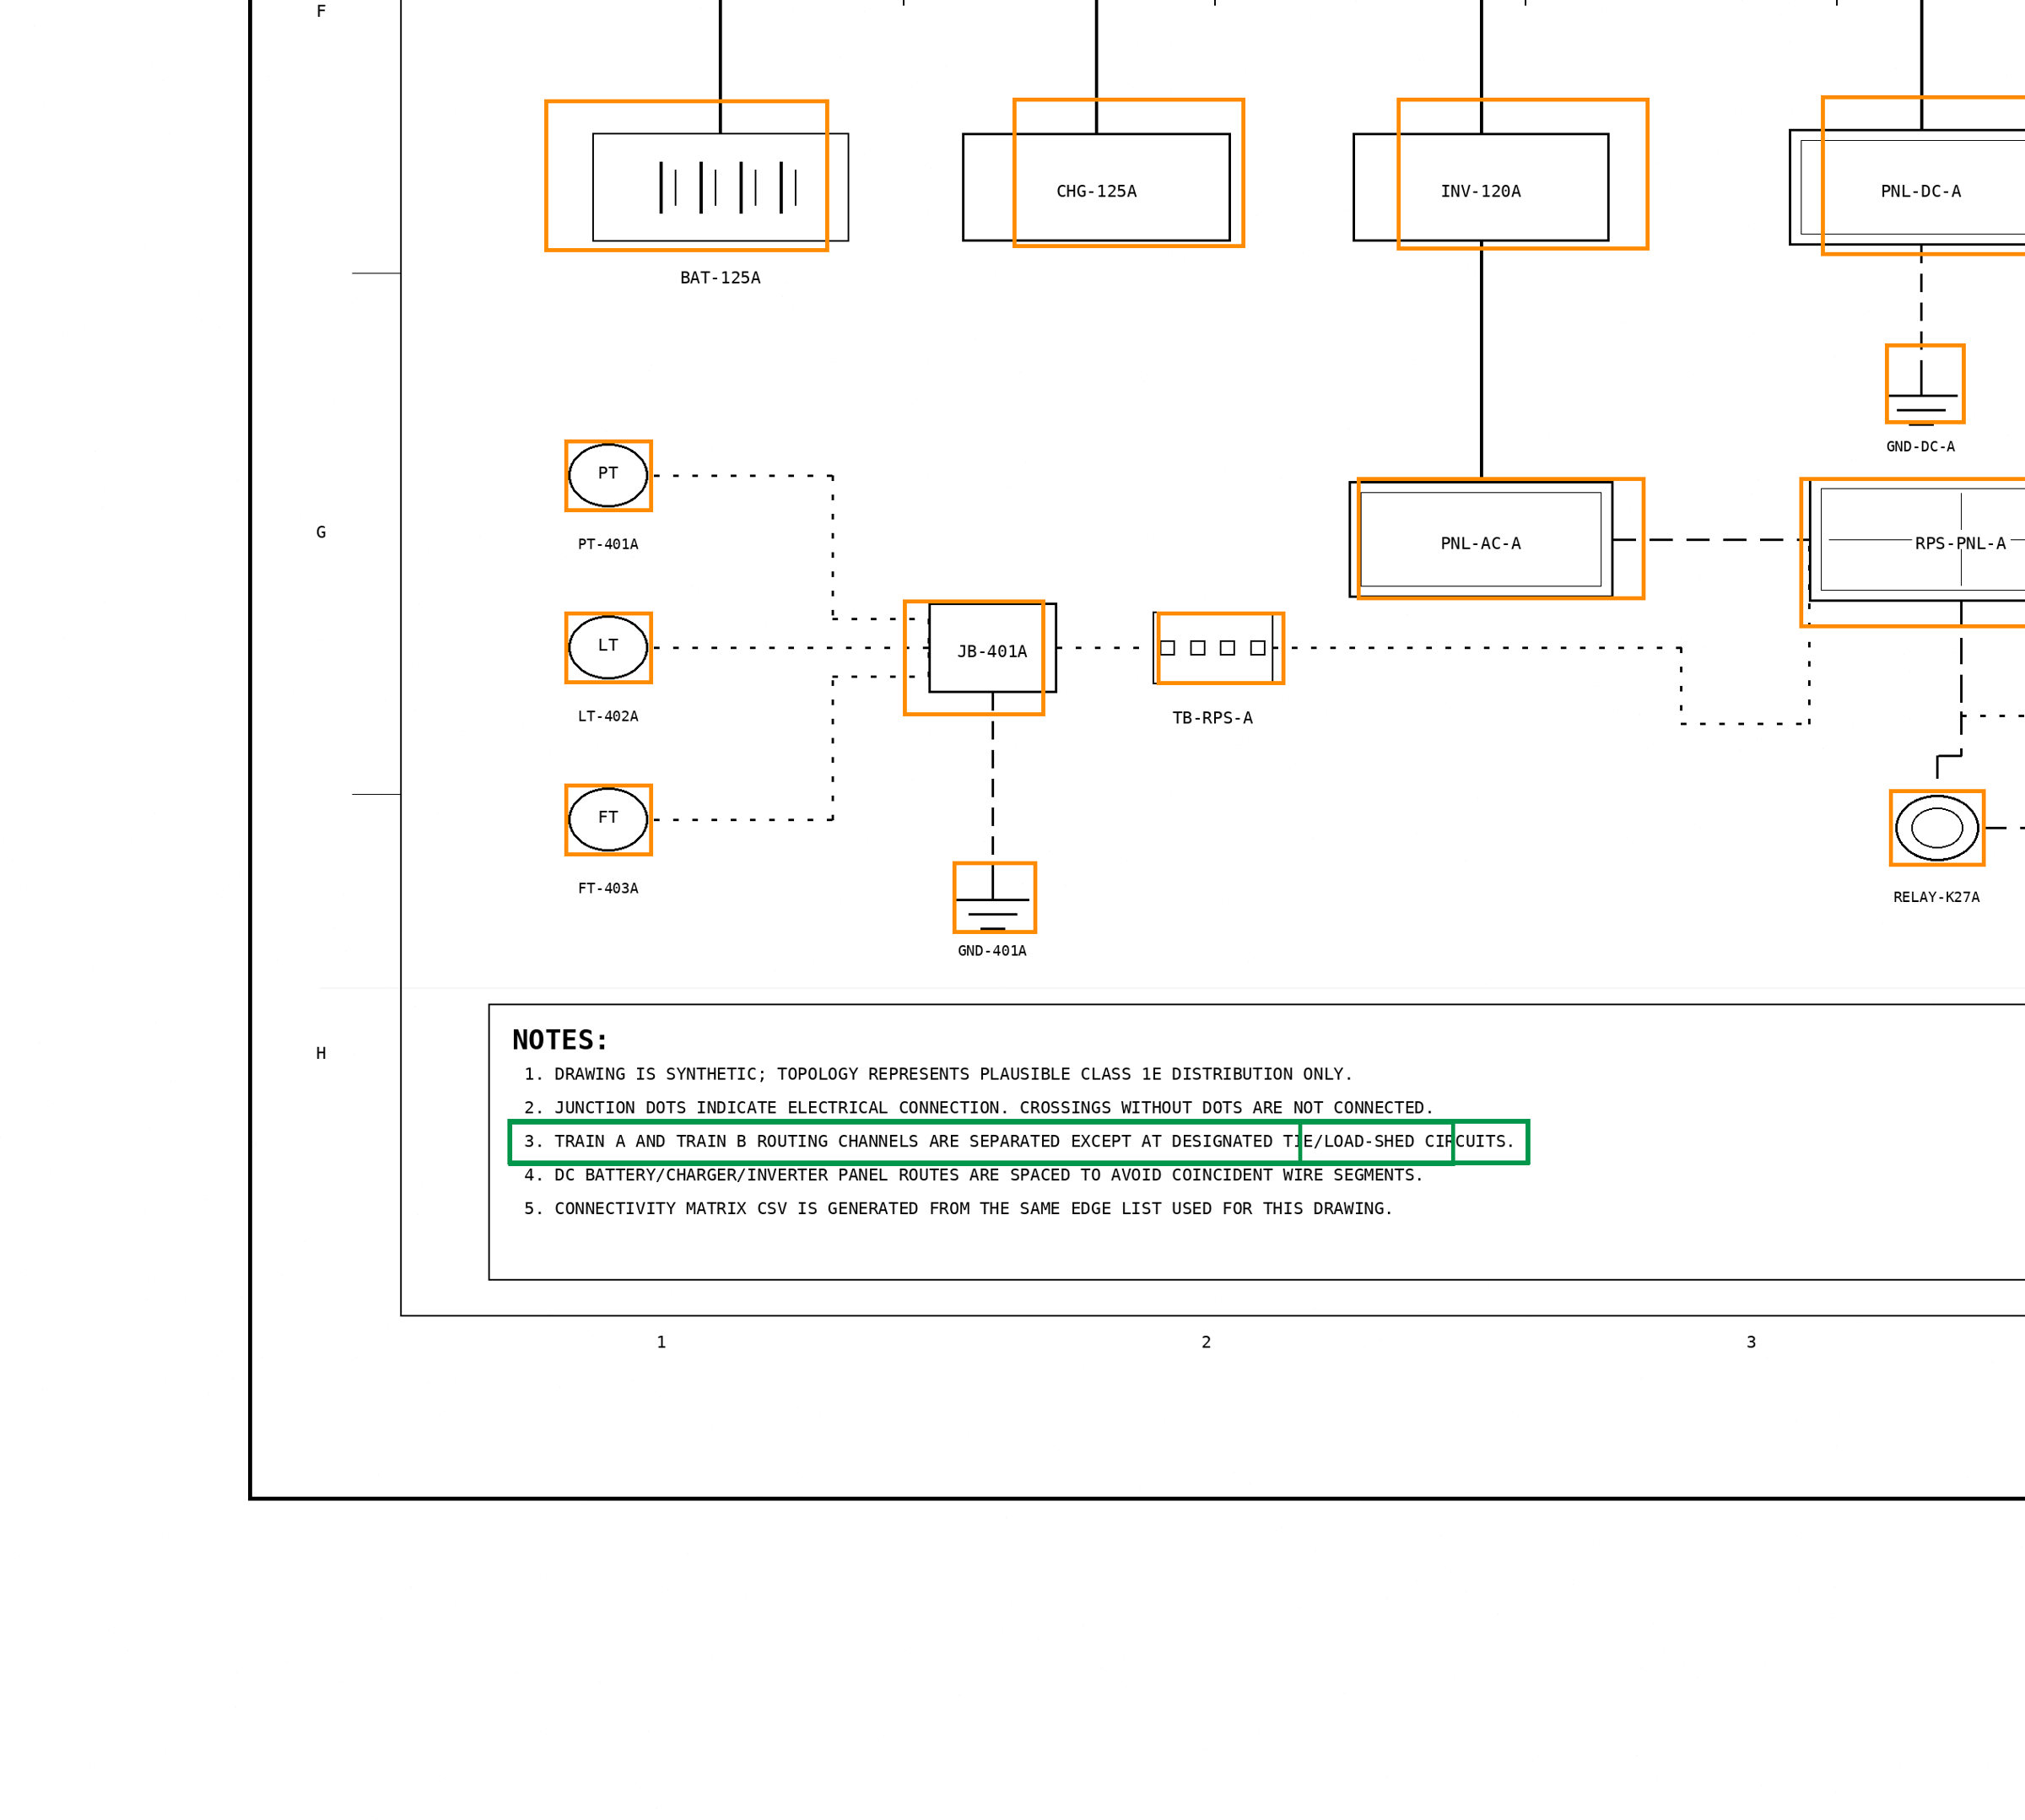 F
CHG-125A
INV-120A
PNL-DC-A
BAT-125A
GND-DC-A
PT
G
PT-401A
PNL-AC-A
RPS-PNL-A
LT
JB-401A
LT-402A
TB-RPS-A
FT
FT-403A
RELAY-K27A
GND-401A
NOTES:
H
1. DRAWING IS SYNTHETIC; TOPOLOGY REPRESENTS PLAUSIBLE CLASS 1E DISTRIBUTION ONLY.
2. JUNCTION DOTS INDICATE ELECTRICAL CONNECTION. CROSSINGS WITHOUT DOTS ARE NOT CONNECTED.
3. TRAIN A AND TRAIN B ROUTING CHANNELS ARE SEPARATED EXCEPT AT DESIGNATED TIE/LOAD-SHED CIRCUITS.
4. DC BATTERY/CHARGER/INVERTER PANEL ROUTES ARE SPACED TO AVOID COINCIDENT WIRE SEGMENTS.
5. CONNECTIVITY MATRIX CSV IS GENERATED FROM THE SAME EDGE LIST USED FOR THIS DRAWING.
1 2 3